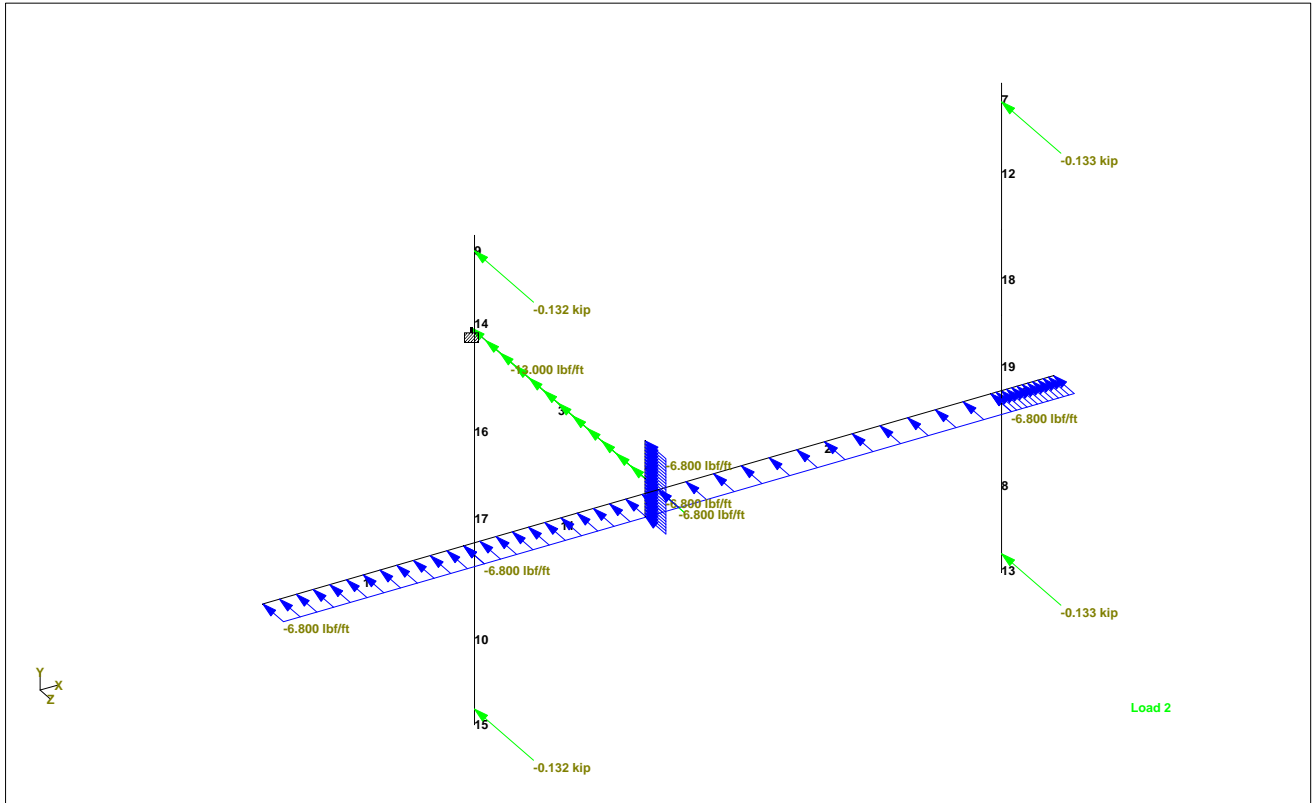 7
-0.133 kip
12
9
18
-0.132 kip
14
19
-13.000 lbf/ft
3
-6.800 lbf/ft
16
2
-6.800 lbf/ft
8
-6.800 lbf/ft
-6.800 lbf/ft
17
-6.800 lbf/ft
13
-0.133 kip
-6.800 lbf/ft
10
Y
X
Z
Load 2
15
-0.132 kip